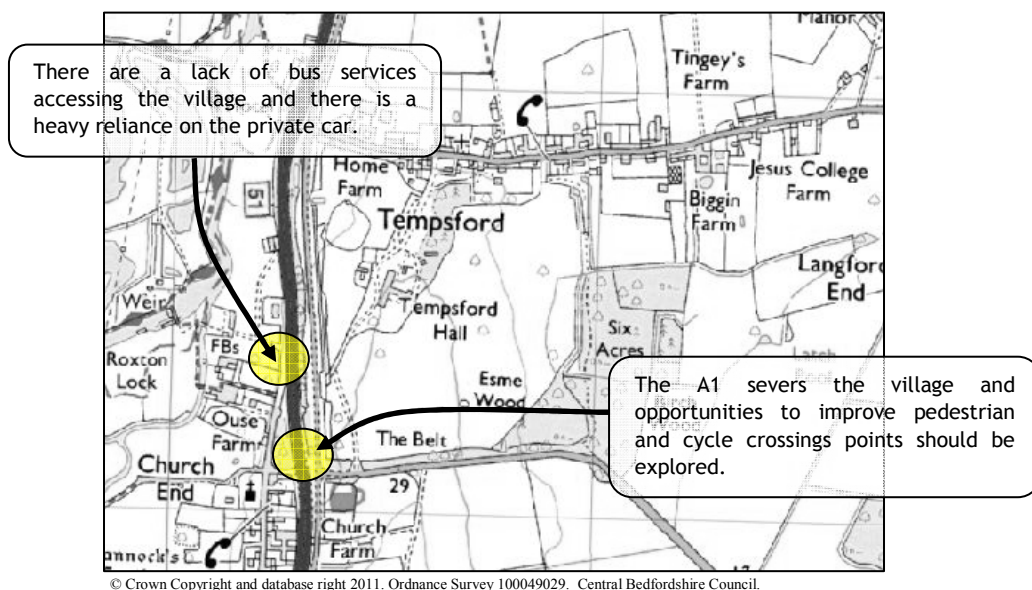 Manor
There are a lack of bus services
accessing the village and there is a
heavy reliance on the private car.
Tingey's
Farm
Home
Farm
Jesus College
Farm
51
Tempsford
Biggin
Farm
Langford
End
Weir
Tempsford
Hall
Six
Acres
FBs
Roxton
Lock
Esme
Wood
The A1 severs the village and
opportunities to improve pedestrian
and cycle crossings points should be
explored.
Ouse
Farm
The Belt
Church
End
29
Church
Farm
annock's
© Crown Copyright and database right 2011. Ordnance Survey 100049029. Central Bedfordshire Council.